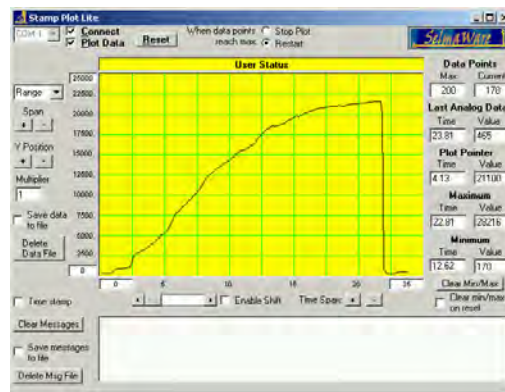 Stamp Plot Lite
COM 1
Connect
Plot Data
Reset
When data points
reach max.
Stop Plot
Restart
SelmaWare
User Status
Range
Span
+ -
Y Position
+ -
Multiplier
1
Save data
to file
Delete
Data File
25000
22500
20000
17500
15000
12500
10000
7500
5000
2500
0
0 5 10 15 20 25
Data Points
Max Current
200 170
Last Analog Data
Time Value
23.81 465
Plot Pointer
Time Value
4.13 21100
Maximum
Time Value
22.81 28216
Minimum
Time Value
12.62 170
Clear Min/Max
Clear min/max
on reset
Time stamp
Enable Shift
Time Span:
+ -
Clear Messages
Save messages
to file
Delete Msg File